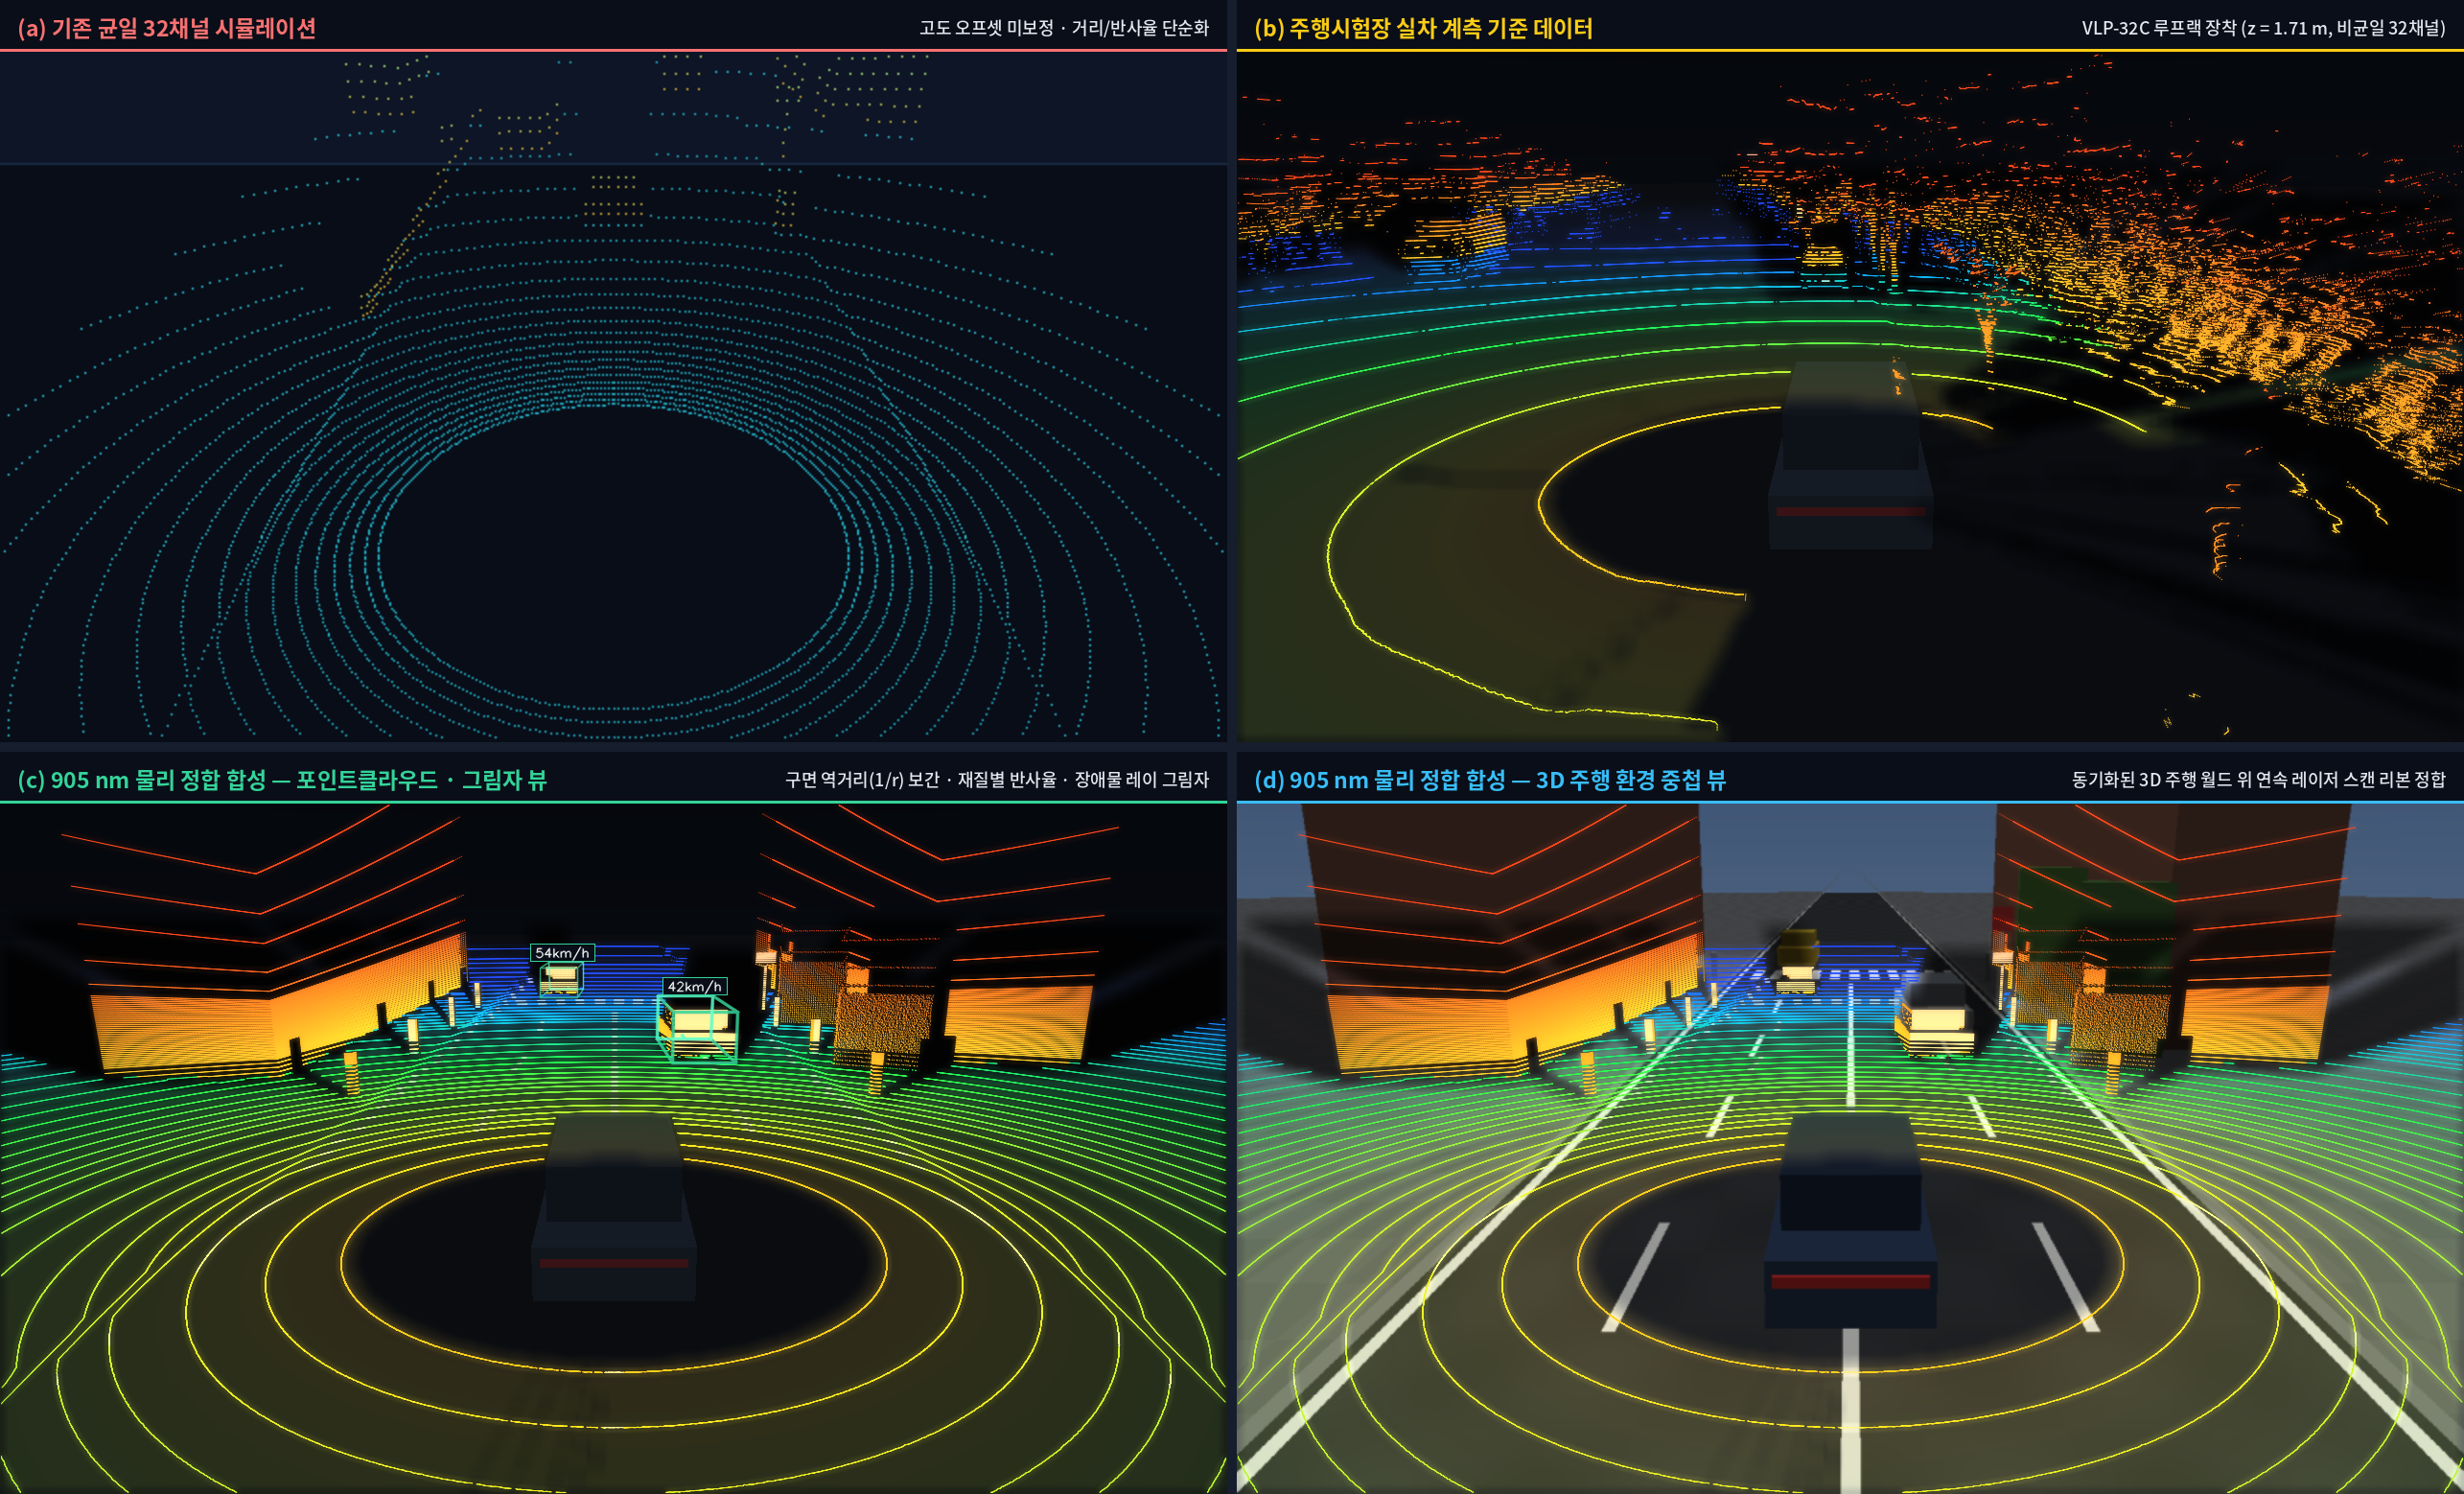 (a) 기존 균일 32채널 시뮬레이션
고도 오프셋 미보정 · 거리/반사율 단순화
(b) 주행시험장 실차 계측 기준 데이터
VLP-32C 루프랙 장착 (z = 1.71 m, 비균일 32채널)
(c) 905 nm 물리 정합 합성 — 포인트클라우드 · 그림자 뷰
구면 역거리(1/r) 보간 · 재질별 반사율 · 장애물 레이 그림자
54km/h
42km/h
(d) 905 nm 물리 정합 합성 — 3D 주행 환경 중첩 뷰
동기화된 3D 주행 월드 위 연속 레이저 스캔 리본 정합